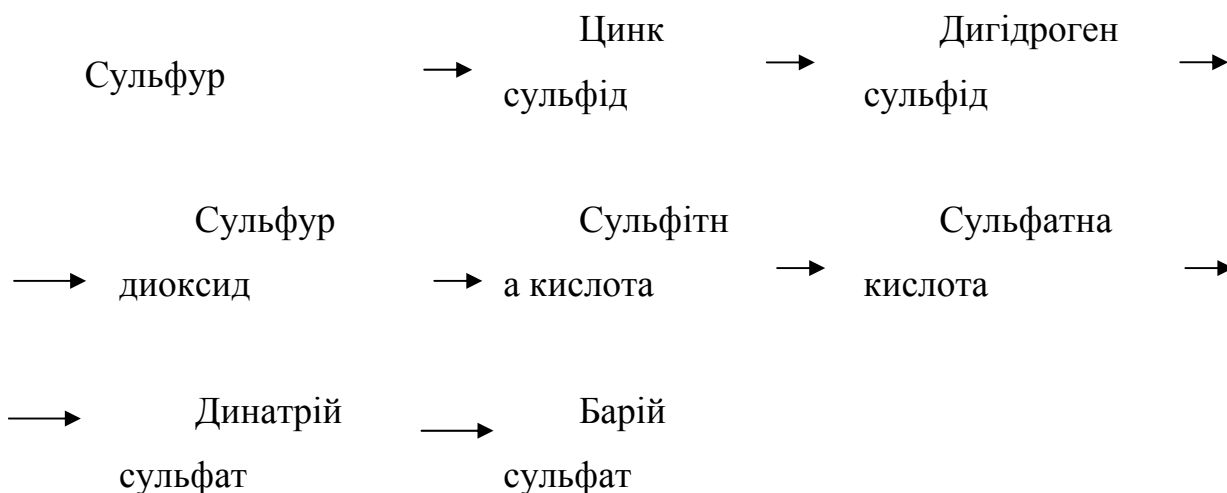 Сульфур → Цинк сульфід → Дигідроген сульфід →
→ Сульфур диоксид → Сульфітн а кислота → Сульфатна кислота →
→ Динатрій сульфат → Барій сульфат